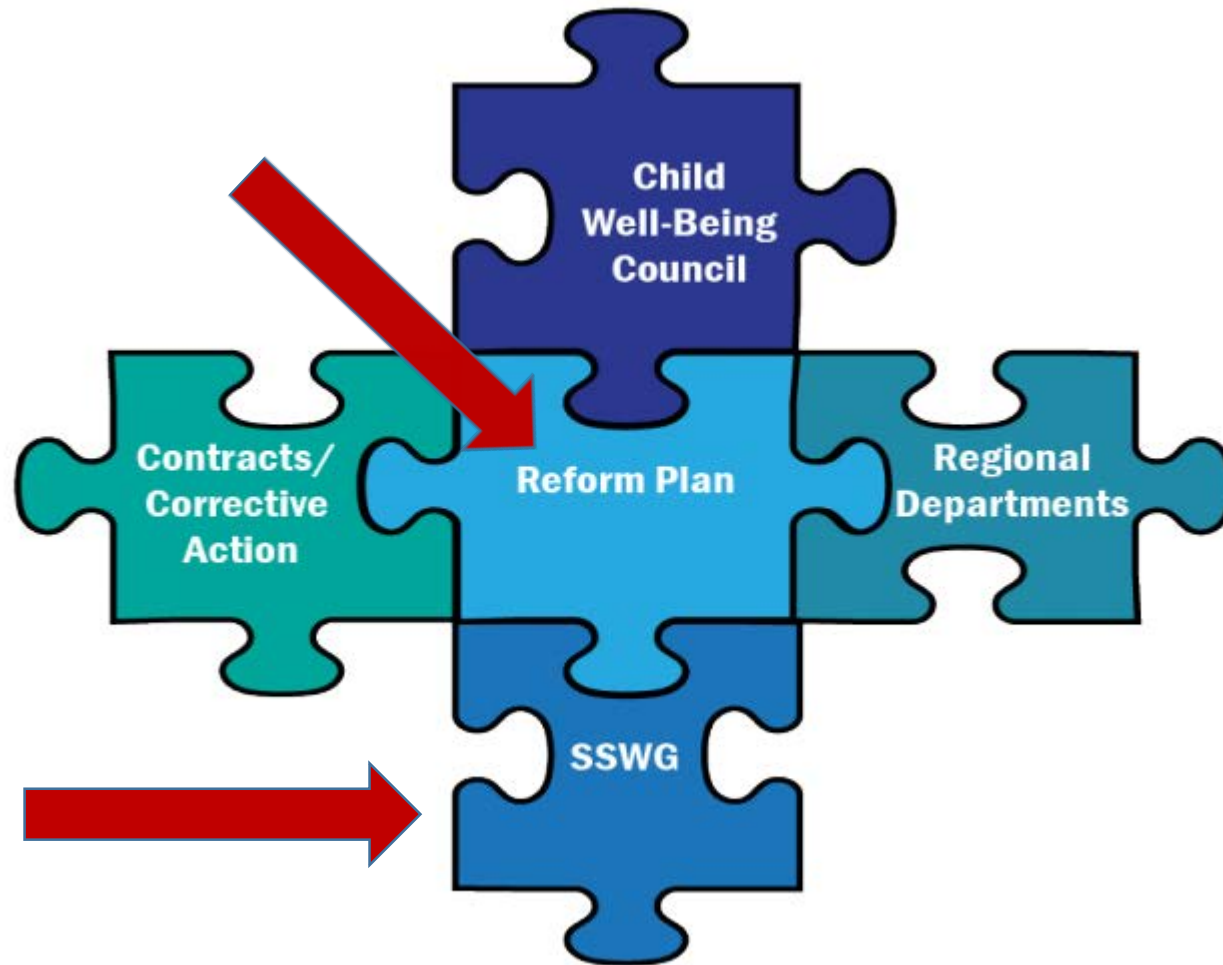 Child
Well-Being
Council
Contracts/
Corrective
Action
Reform Plan
Regional
Departments
SSWG